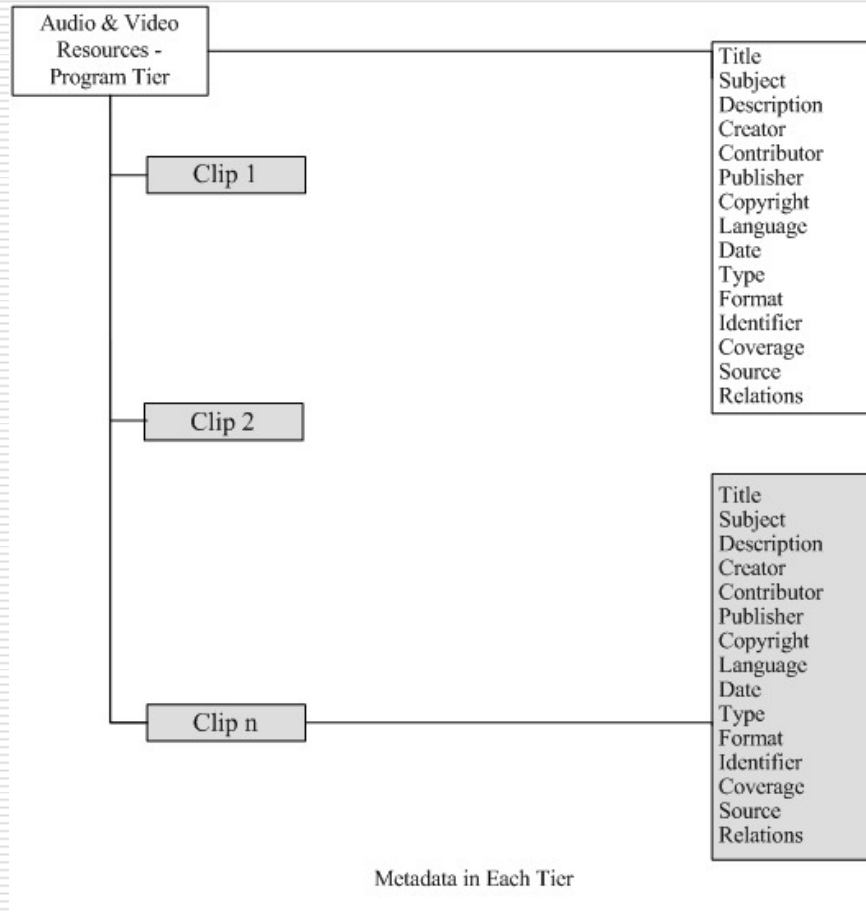 Audio & Video
Resources -
Program Tier
Title
Subject
Description
Creator
Contributor
Publisher
Copyright
Language
Date
Type
Format
Identifier
Coverage
Source
Relations
Clip 1
Clip 2
Clip n
Title
Subject
Description
Creator
Contributor
Publisher
Copyright
Language
Date
Type
Format
Identifier
Coverage
Source
Relations
Metadata in Each Tier